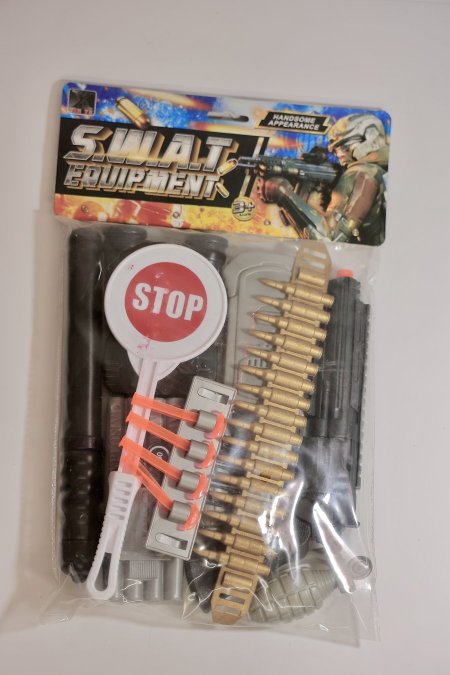 HANDSOME
APPEARANCE
S.W.A.T
EQUIPMENT
3+
STOP